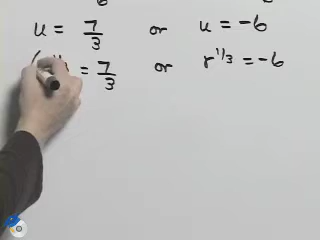 u = 7/3 or u = -6
= 7/3 or r^1/3 = -6